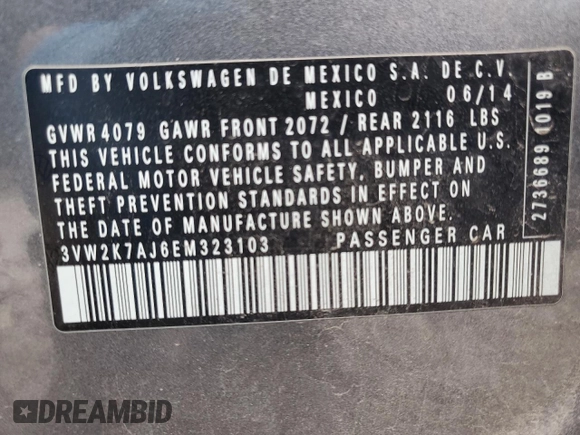 MFD BY VOLKSWAGEN DE MEXICO S.A. DE C.V.
MEXICO 06/14
GVWR 4079 GAWR FRONT 2072 / REAR 2116 LBS
THIS VEHICLE CONFORMS TO ALL APPLICABLE U.S.
FEDERAL MOTOR VEHICLE SAFETY, BUMPER AND
THEFT PREVENTION STANDARDS IN EFFECT ON
THE DATE OF MANUFACTURE SHOWN ABOVE.
3VW2K7AJ6EM323103 PASSENGER CAR
2736689 1019 B
DREAMBID